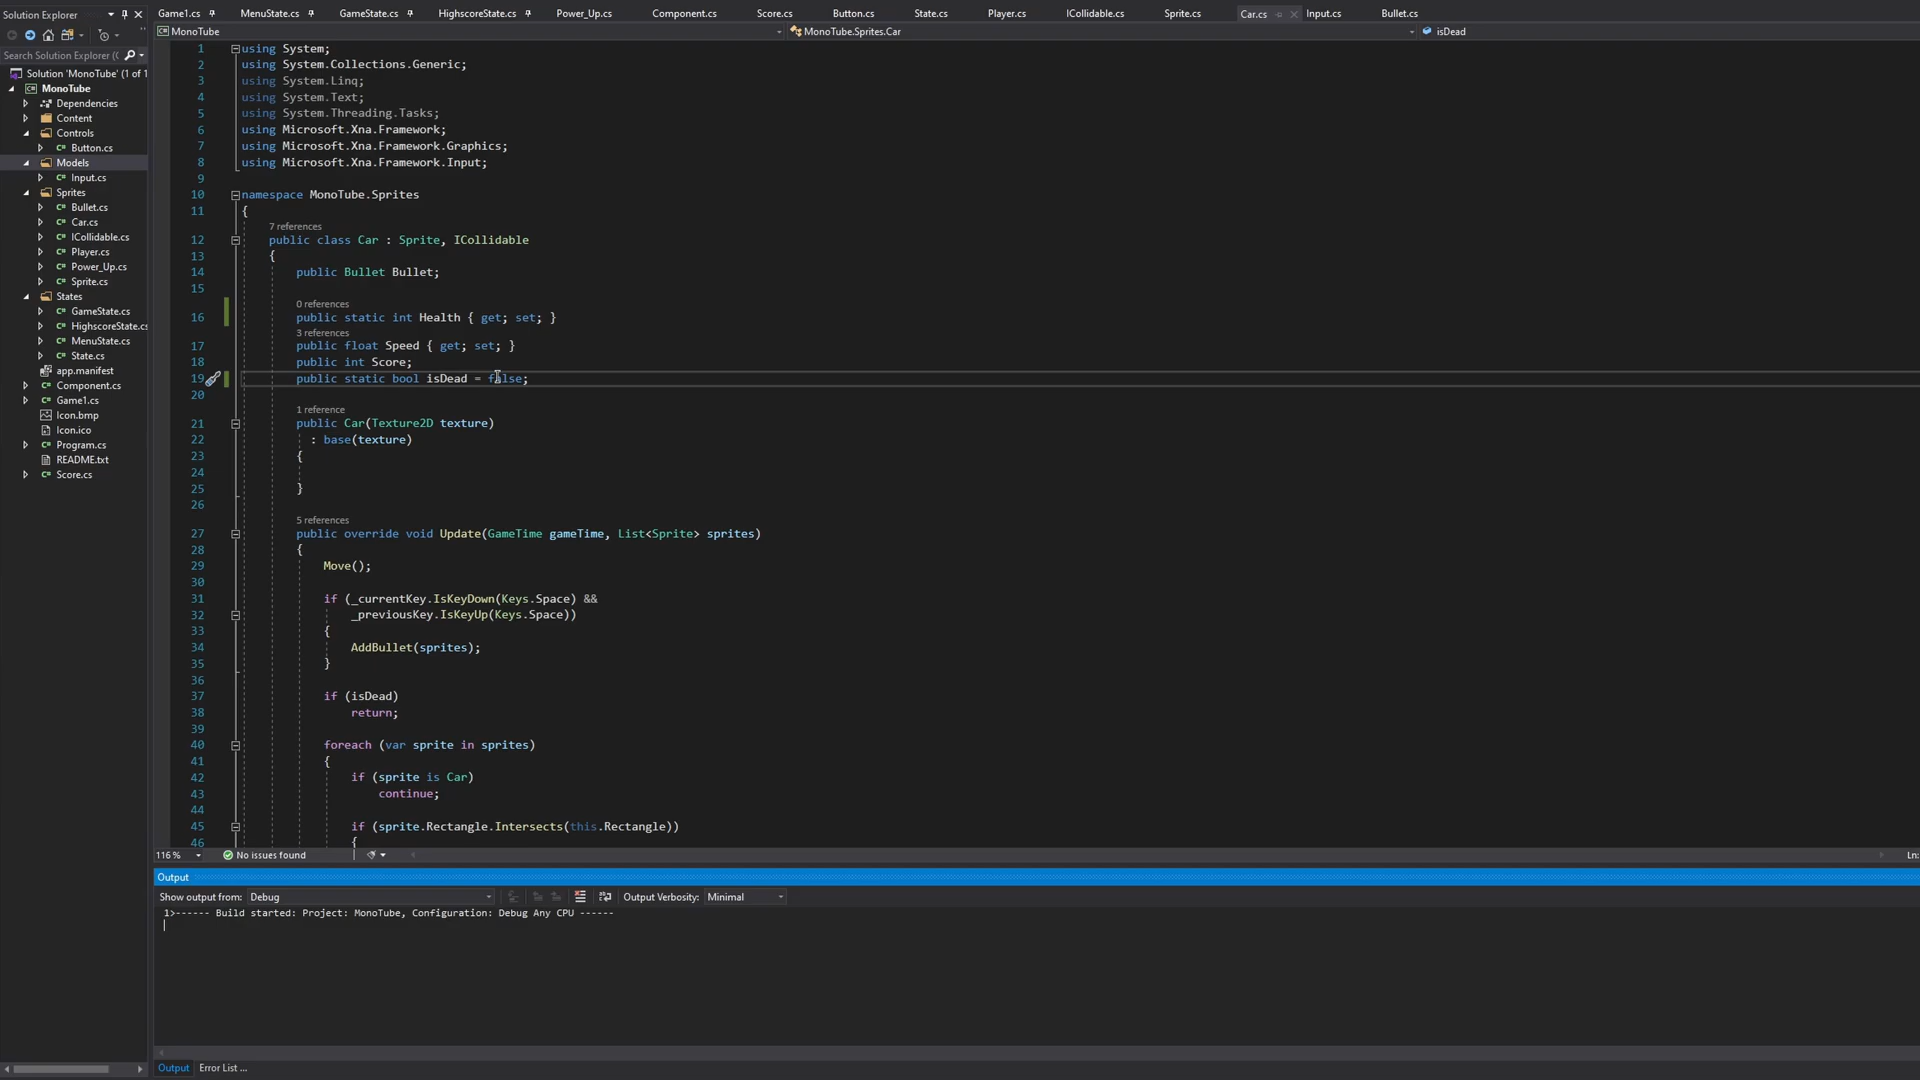 Solution Explorer
Game1.cs MenuState.cs GameState.cs HighscoreState.cs Power_Up.cs Component.cs Score.cs Button.cs State.cs Player.cs ICollidable.cs Sprite.cs Car.cs Input.cs Bullet.cs
MonoTube MonoTube.Sprites.Car isDead
Search Solution Explorer (
Solution 'MonoTube' (1 of 1
MonoTube
Dependencies
Content
Controls
Button.cs
Models
Input.cs
Sprites
Bullet.cs
Car.cs
ICollidable.cs
Player.cs
Power_Up.cs
Sprite.cs
States
GameState.cs
HighscoreState.cs
MenuState.cs
State.cs
app.manifest
Component.cs
Game1.cs
Icon.bmp
Icon.ico
Program.cs
README.txt
Score.cs
1 using System;
2 using System.Collections.Generic;
3 using System.Linq;
4 using System.Text;
5 using System.Threading.Tasks;
6 using Microsoft.Xna.Framework;
7 using Microsoft.Xna.Framework.Graphics;
8 using Microsoft.Xna.Framework.Input;
9
10 namespace MonoTube.Sprites
11 {
7 references
12 public class Car : Sprite, ICollidable
13 {
14 public Bullet Bullet;
15
0 references
16 public static int Health { get; set; }
3 references
17 public float Speed { get; set; }
18 public int Score;
19 public static bool isDead = false;
20
1 reference
21 public Car(Texture2D texture)
22 : base(texture)
23 {
24
25 }
26
5 references
27 public override void Update(GameTime gameTime, List<Sprite> sprites)
28 {
29 Move();
30
31 if (_currentKey.IsKeyDown(Keys.Space) &&
32 _previousKey.IsKeyUp(Keys.Space))
33 {
34 AddBullet(sprites);
35 }
36
37 if (isDead)
38 return;
39
40 foreach (var sprite in sprites)
41 {
42 if (sprite is Car)
43 continue;
44
45 if (sprite.Rectangle.Intersects(this.Rectangle))
46 {
116 % No issues found Ln:
Output
Show output from: Debug Output Verbosity: Minimal
1>------ Build started: Project: MonoTube, Configuration: Debug Any CPU ------
Output Error List ...